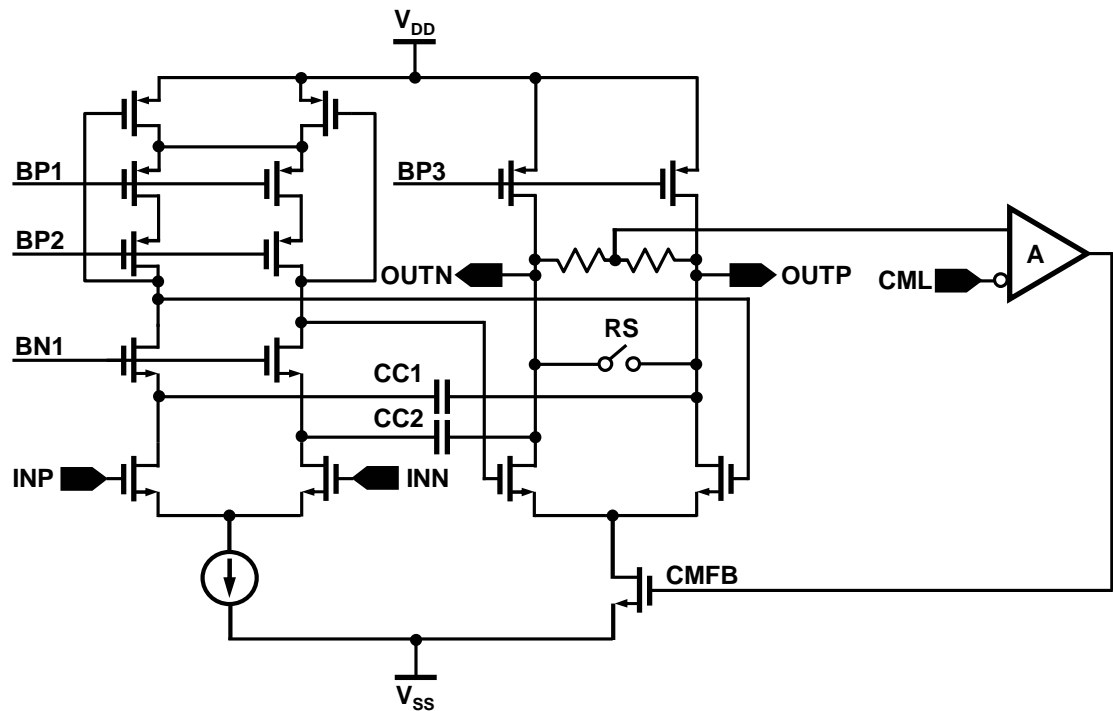 VDD
BP1
BP3
BP2
OUTN
OUTP
A
CML
RS
BN1
CC1
CC2
INP
INN
CMFB
VSS